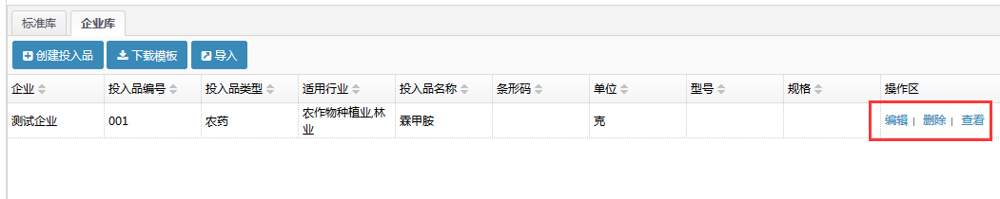 标准库 企业库
创建投入品 下载模板 导入
企业 投入品编号 投入品类型 适用行业 投入品名称 条形码 单位 型号 规格 操作区
测试企业 001 农药 农作物种植业,林业 霖甲胺 克 编辑 | 删除 | 查看